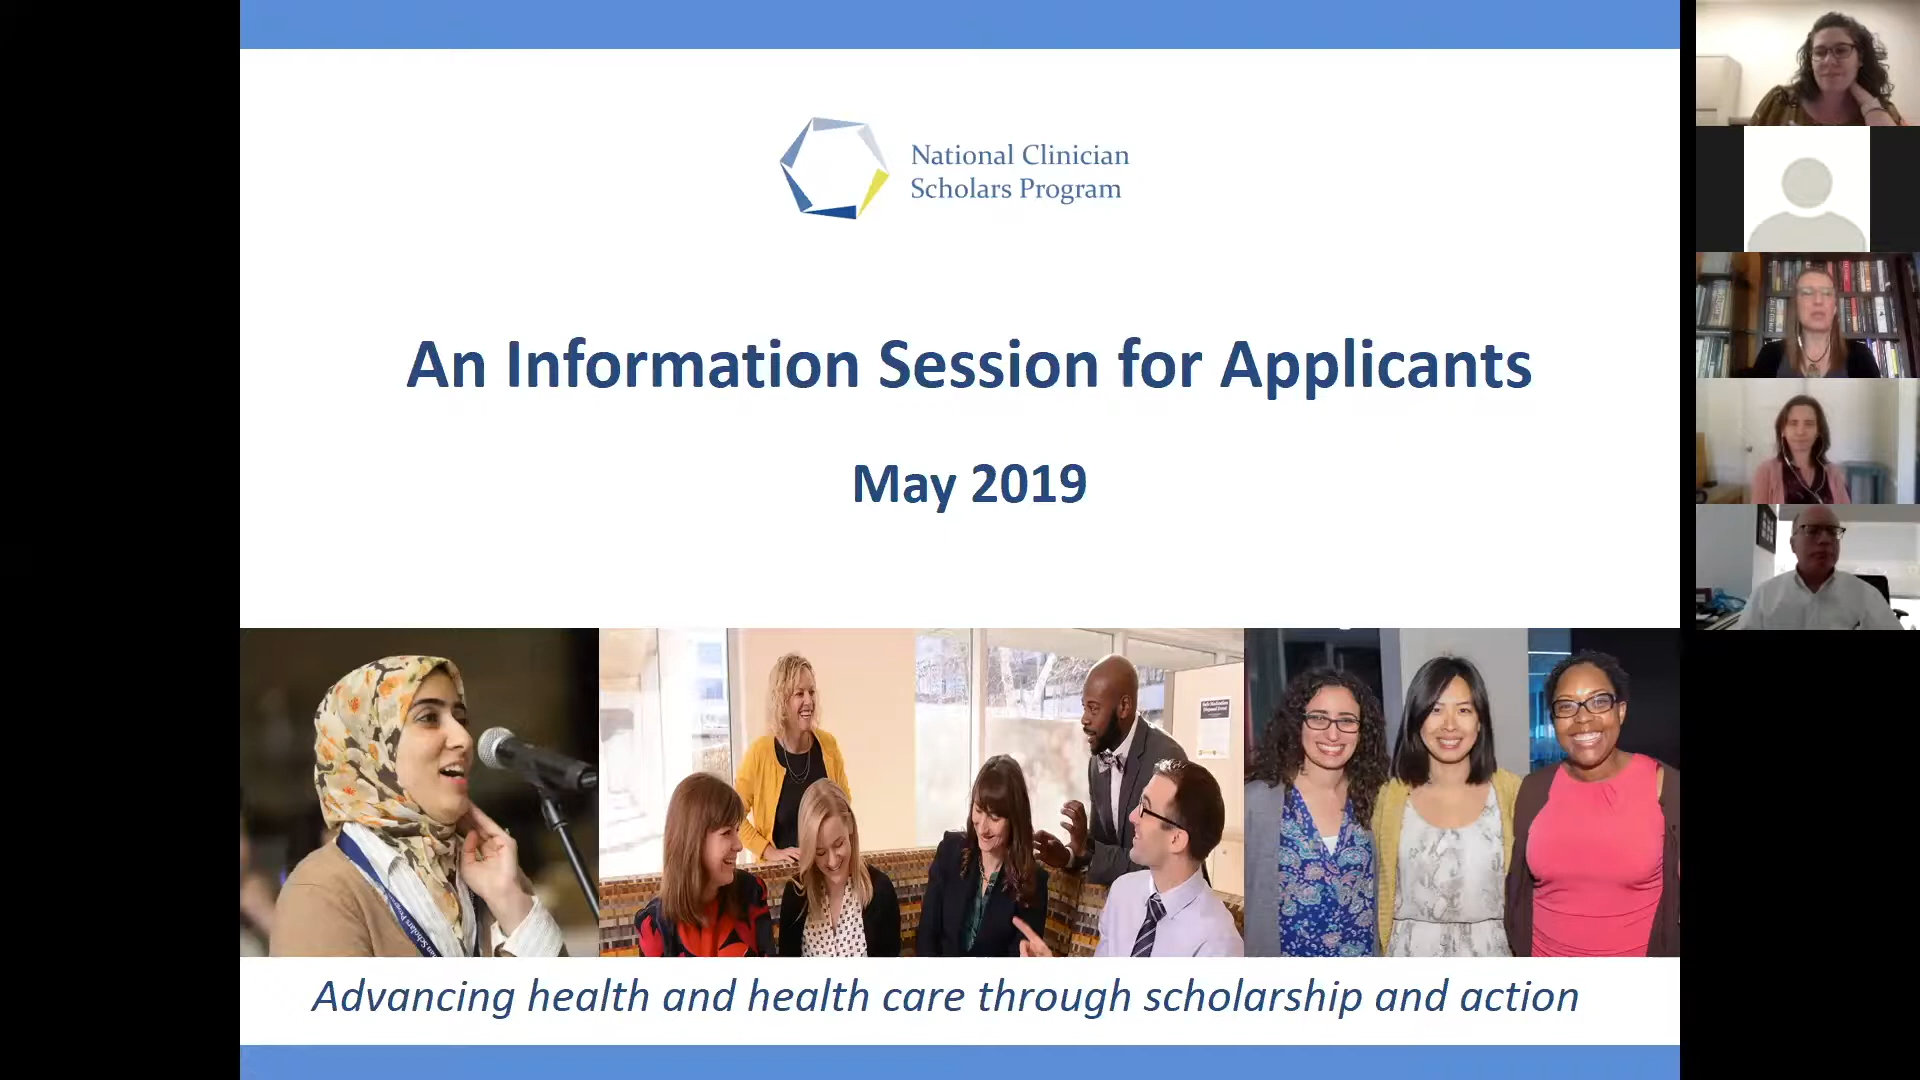 National Clinician
Scholars Program
An Information Session for Applicants
May 2019
Advancing health and health care through scholarship and action